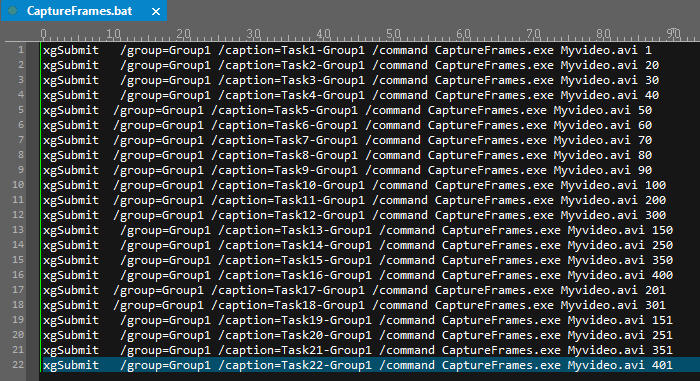 CaptureFrames.bat
0 10 20 30 40 50 60 70 80 90
1 xgSubmit   /group=Group1 /caption=Task1-Group1 /command CaptureFrames.exe Myvideo.avi 1
2 xgSubmit   /group=Group1 /caption=Task2-Group1 /command CaptureFrames.exe Myvideo.avi 20
3 xgSubmit   /group=Group1 /caption=Task3-Group1 /command CaptureFrames.exe Myvideo.avi 30
4 xgSubmit   /group=Group1 /caption=Task4-Group1 /command CaptureFrames.exe Myvideo.avi 40
5 xgSubmit  /group=Group1 /caption=Task5-Group1 /command CaptureFrames.exe Myvideo.avi 50
6 xgSubmit  /group=Group1 /caption=Task6-Group1 /command CaptureFrames.exe Myvideo.avi 60
7 xgSubmit  /group=Group1 /caption=Task7-Group1 /command CaptureFrames.exe Myvideo.avi 70
8 xgSubmit  /group=Group1 /caption=Task8-Group1 /command CaptureFrames.exe Myvideo.avi 80
9 xgSubmit  /group=Group1 /caption=Task9-Group1 /command CaptureFrames.exe Myvideo.avi 90
10 xgSubmit  /group=Group1 /caption=Task10-Group1 /command CaptureFrames.exe Myvideo.avi 100
11 xgSubmit  /group=Group1 /caption=Task11-Group1 /command CaptureFrames.exe Myvideo.avi 200
12 xgSubmit  /group=Group1 /caption=Task12-Group1 /command CaptureFrames.exe Myvideo.avi 300
13 xgSubmit   /group=Group1 /caption=Task13-Group1 /command CaptureFrames.exe Myvideo.avi 150
14 xgSubmit   /group=Group1 /caption=Task14-Group1 /command CaptureFrames.exe Myvideo.avi 250
15 xgSubmit   /group=Group1 /caption=Task15-Group1 /command CaptureFrames.exe Myvideo.avi 350
16 xgSubmit   /group=Group1 /caption=Task16-Group1 /command CaptureFrames.exe Myvideo.avi 400
17 xgSubmit  /group=Group1 /caption=Task17-Group1 /command CaptureFrames.exe Myvideo.avi 201
18 xgSubmit  /group=Group1 /caption=Task18-Group1 /command CaptureFrames.exe Myvideo.avi 301
19 xgSubmit   /group=Group1 /caption=Task19-Group1 /command CaptureFrames.exe Myvideo.avi 151
20 xgSubmit   /group=Group1 /caption=Task20-Group1 /command CaptureFrames.exe Myvideo.avi 251
21 xgSubmit   /group=Group1 /caption=Task21-Group1 /command CaptureFrames.exe Myvideo.avi 351
22 xgSubmit   /group=Group1 /caption=Task22-Group1 /command CaptureFrames.exe Myvideo.avi 401